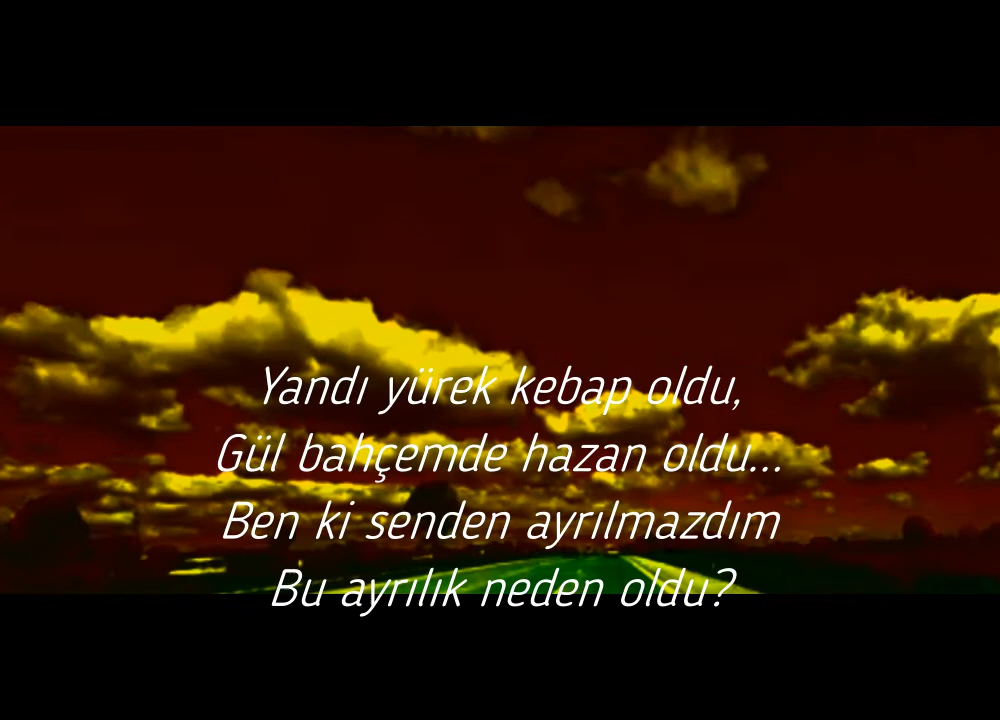 Yandı yürek kebap oldu,
Gül bahçemde hazan oldu...
Ben ki senden ayrılmazdım
Bu ayrılık neden oldu?